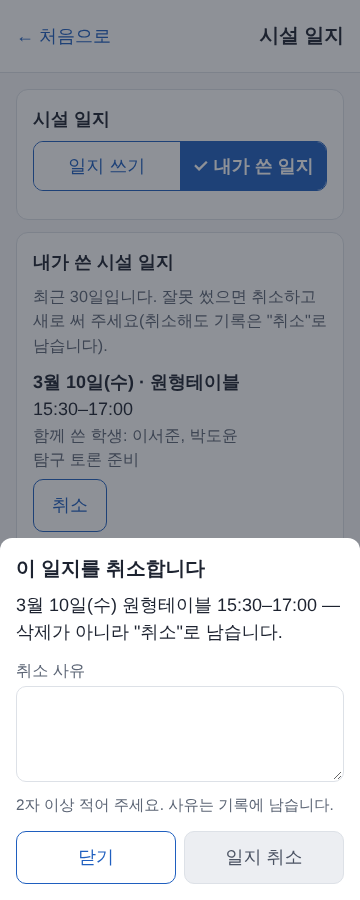 ← 처음으로
시설 일지
시설 일지
일지 쓰기
✓ 내가 쓴 일지
내가 쓴 시설 일지
최근 30일입니다. 잘못 썼으면 취소하고
새로 써 주세요(취소해도 기록은 "취소"로
남습니다).
3월 10일(수) · 원형테이블
15:30–17:00
함께 쓴 학생: 이서준, 박도윤
탐구 토론 준비
취소
이 일지를 취소합니다
3월 10일(수) 원형테이블 15:30–17:00 —
삭제가 아니라 "취소"로 남습니다.
취소 사유
2자 이상 적어 주세요. 사유는 기록에 남습니다.
닫기
일지 취소